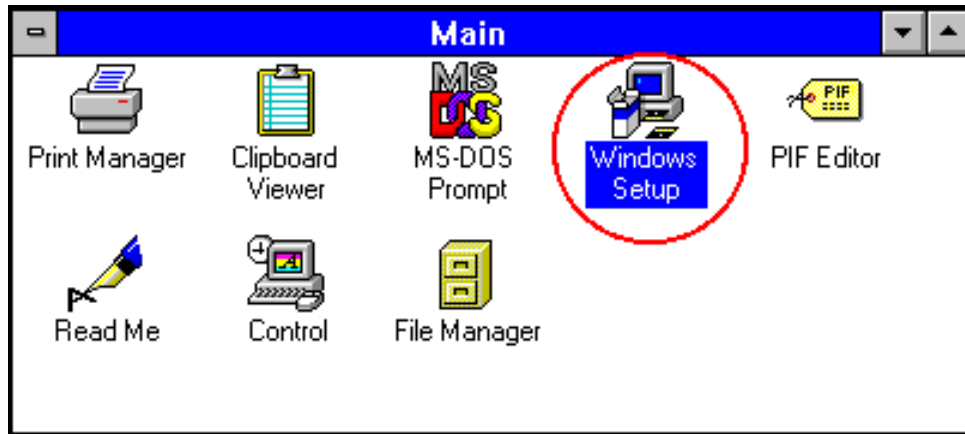 Main
MS
DOS
PIF
Print Manager
Clipboard
Viewer
MS-DOS
Prompt
Windows
Setup
PIF Editor
A
Read Me
Control
File Manager